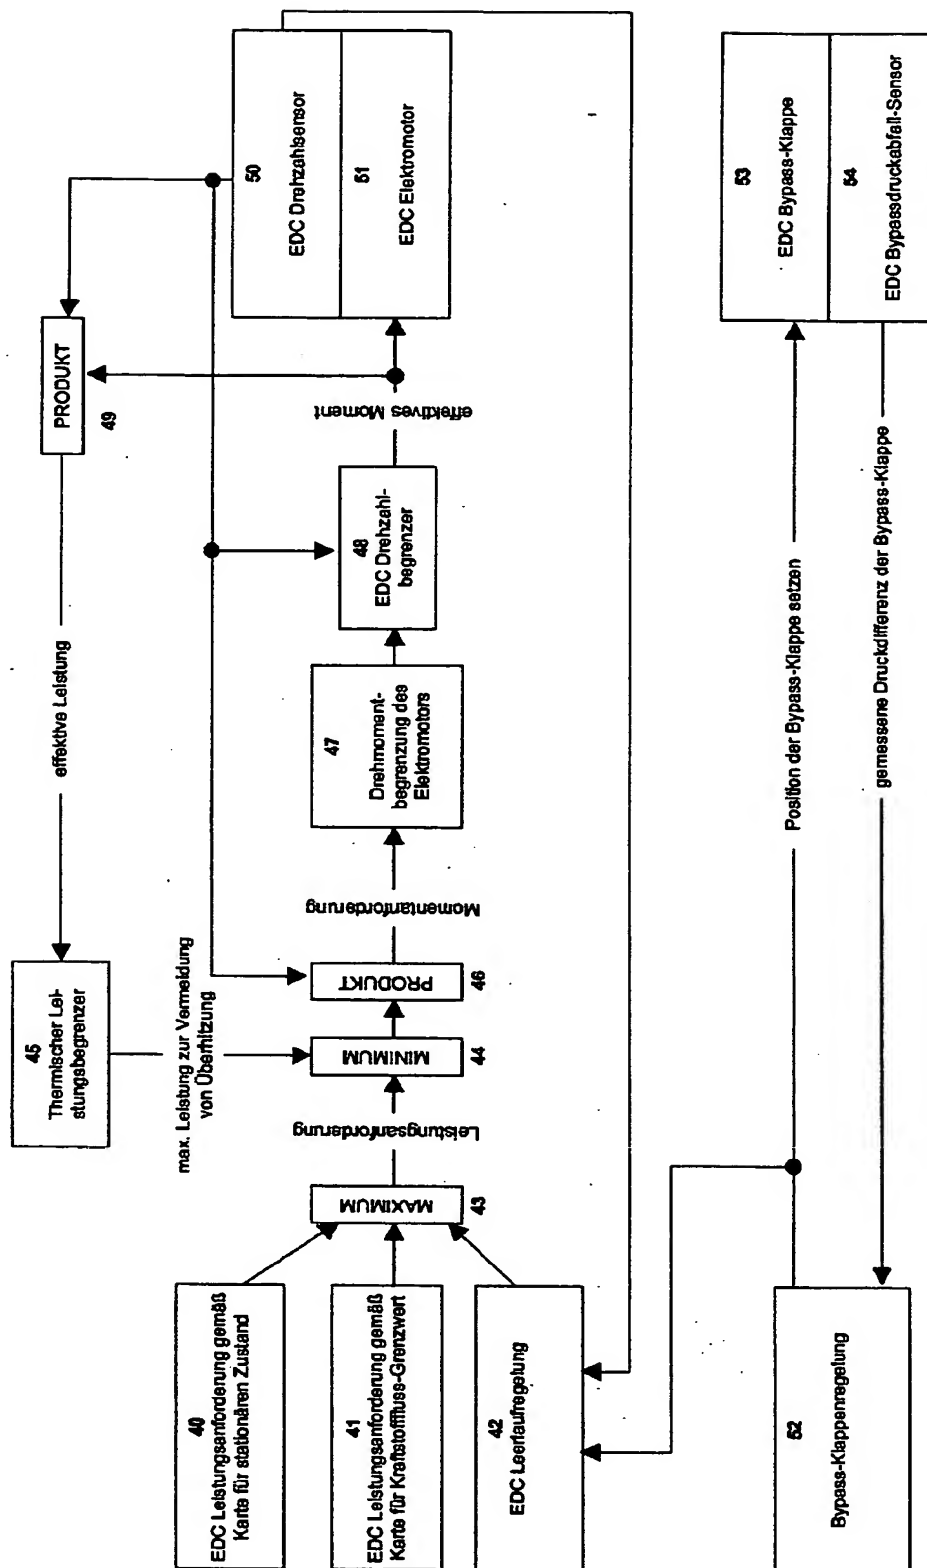 40
EDC Leistungsanforderung gemäß
Karte für stationären Zustand
41
EDC Leistungsanforderung gemäß
Karte für Kraftstofffluss-Grenzwert
42
EDC Leerlaufregelung
MAXIMUM
43
Leistungsanforderung
MINIMUM
44
45
Thermischer Lei-
stungsbegrenzer
max. Leistung zur Vermeidung
von Überhitzung
PRODUKT
46
Momentanforderung
47
Drehmoment-
begrenzung des
Elektromotors
48
EDC Drehzahl-
begrenzer
effektives Moment
effektive Leistung
PRODUKT
49
50
EDC Drehzahlsensor
51
EDC Elektromotor
52
Bypass-Klappenregelung
Position der Bypass-Klappe setzen
gemessene Druckdifferenz der Bypass-Klappe
53
EDC Bypass-Klappe
54
EDC Bypassdruckabfall-Sensor